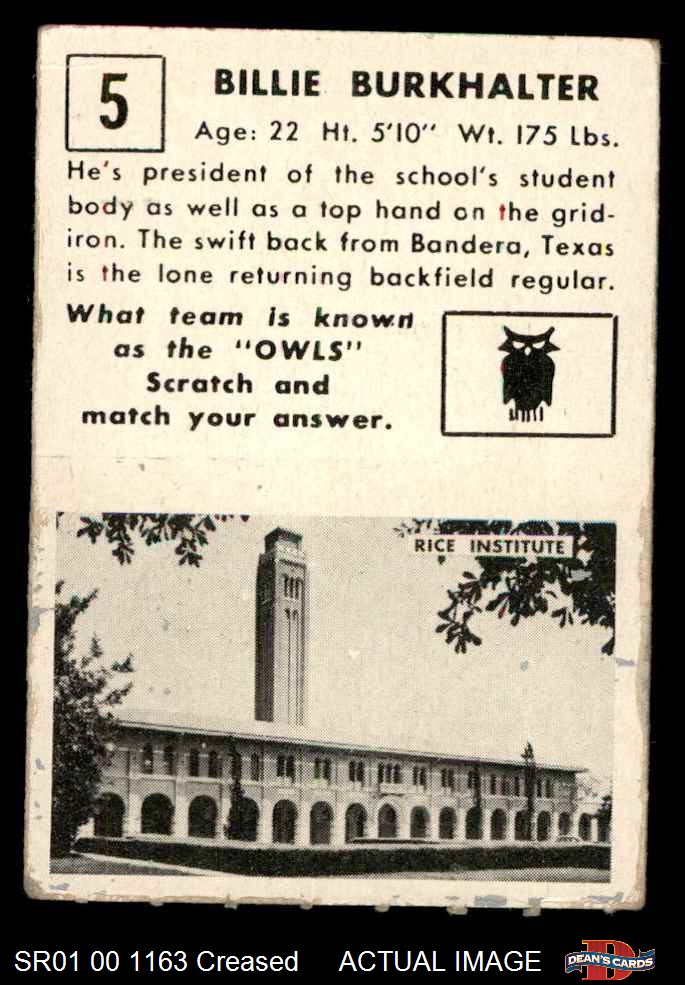 5
BILLIE BURKHALTER
Age: 22 Ht. 5'10" Wt. 175 Lbs.
He's president of the school's student
body as well as a top hand on the grid-
iron. The swift back from Bandera, Texas
is the lone returning backfield regular.
What team is known
as the "OWLS"
Scratch and
match your answer.
RICE INSTITUTE
SR01 00 1163 Creased ACTUAL IMAGE
D
DEAN'S CARDS